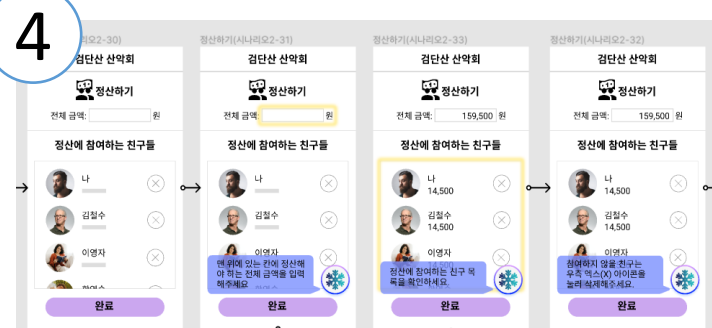 4
리오2-30)
검단산 산악회
정산하기
전체 금액:
원
정산에 참여하는 친구들
나
김철수
이영자
완료
정산하기(시나리오2-31)
검단산 산악회
정산하기
전체 금액:
원
정산에 참여하는 친구들
나
김철수
이영자
맨 위에 있는 칸에 정산해
야 하는 전체 금액을 입력
해주세요
완료
정산하기(시나리오2-33)
검단산 산악회
정산하기
전체 금액: 159,500 원
정산에 참여하는 친구들
나
14,500
김철수
14,500
이영자
정산에 참여하는 친구 목
록을 확인하세요.
완료
정산하기(시나리오2-32)
검단산 산악회
정산하기
전체 금액: 159,500 원
정산에 참여하는 친구들
나
14,500
김철수
14,500
이영자
참여하지 않을 친구는
우측 엑스(X) 아이콘을
눌러 삭제해주세요.
완료